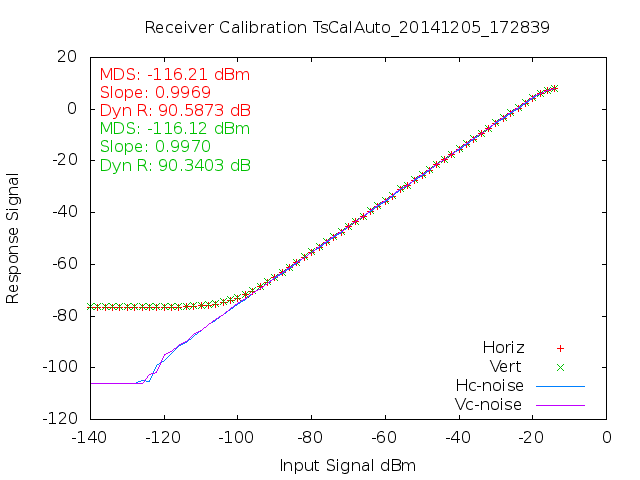 Receiver Calibration TsCalAuto_20141205_172839
20
0
-20
-40
-60
-80
-100
-120
Response Signal
MDS: -116.21 dBm
Slope: 0.9969
Dyn R: 90.5873 dB
MDS: -116.12 dBm
Slope: 0.9970
Dyn R: 90.3403 dB
Horiz
Vert
Hc-noise
Vc-noise
-140 -120 -100 -80 -60 -40 -20 0
Input Signal dBm